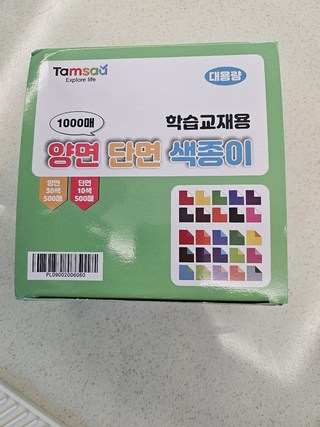 Tamsaa
Explore life
대용량
1000매
학습교재용
양면 단면 색종이
양면
30색
500매
단면
10색
500매
PL09002006060